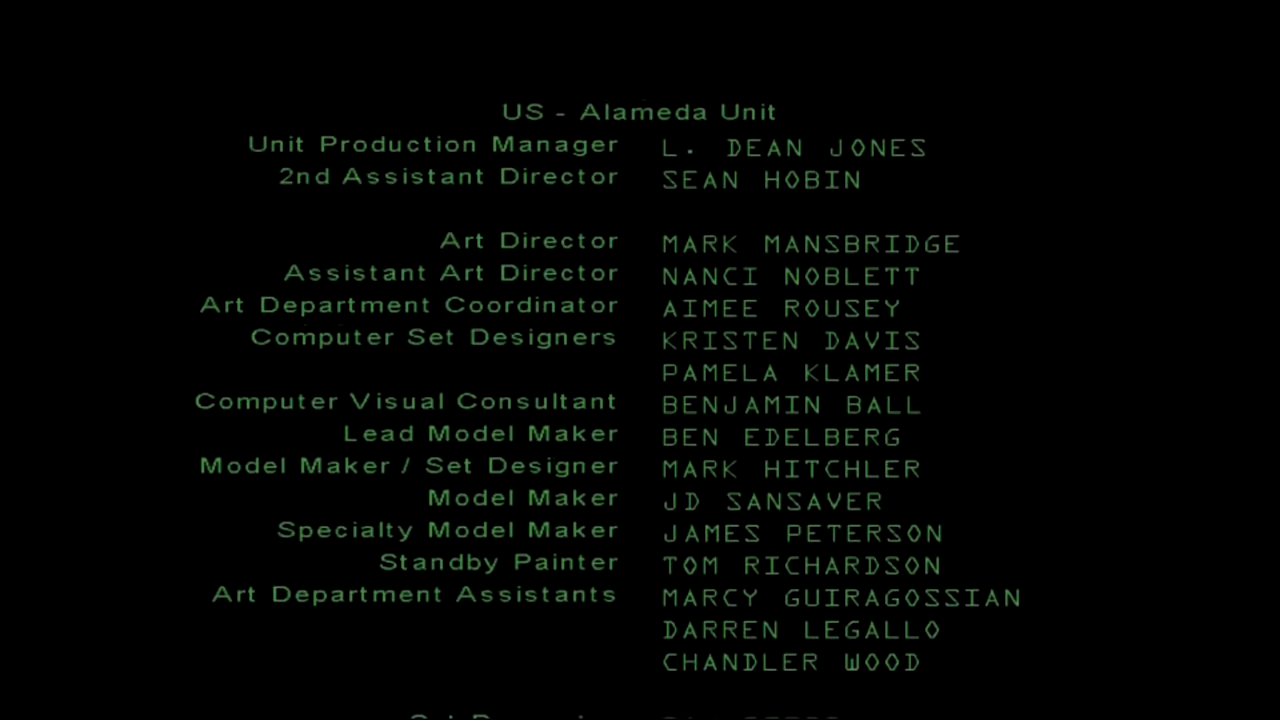 US - Alameda Unit
Unit Production Manager L. DEAN JONES
2nd Assistant Director SEAN HOBIN
Art Director MARK MANSBRIDGE
Assistant Art Director NANCI NOBLETT
Art Department Coordinator AIMEE ROUSEY
Computer Set Designers KRISTEN DAVIS
PAMELA KLAMER
Computer Visual Consultant BENJAMIN BALL
Lead Model Maker BEN EDELBERG
Model Maker / Set Designer MARK HITCHLER
Model Maker JD SANSAVER
Specialty Model Maker JAMES PETERSON
Standby Painter TOM RICHARDSON
Art Department Assistants MARCY GUIRAGOSSIAN
DARREN LEGALLO
CHANDLER WOOD